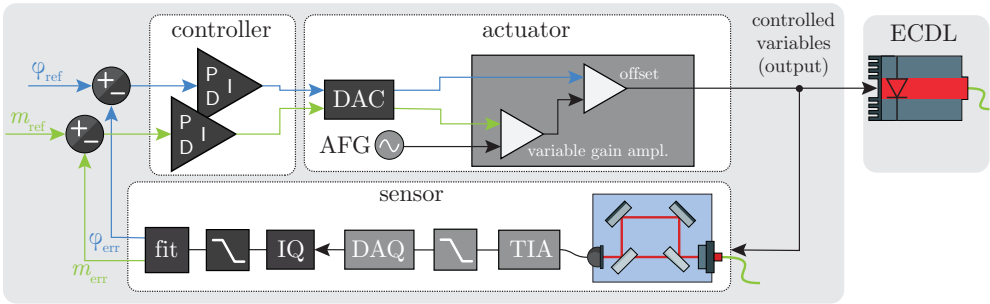 controller
actuator
controlled
variables
(output)
ECDL
φref
+
−
P
I
D
offset
DAC
mref
+
−
P
I
D
AFG
variable gain ampl.
sensor
φerr
merr
fit
IQ
DAQ
TIA